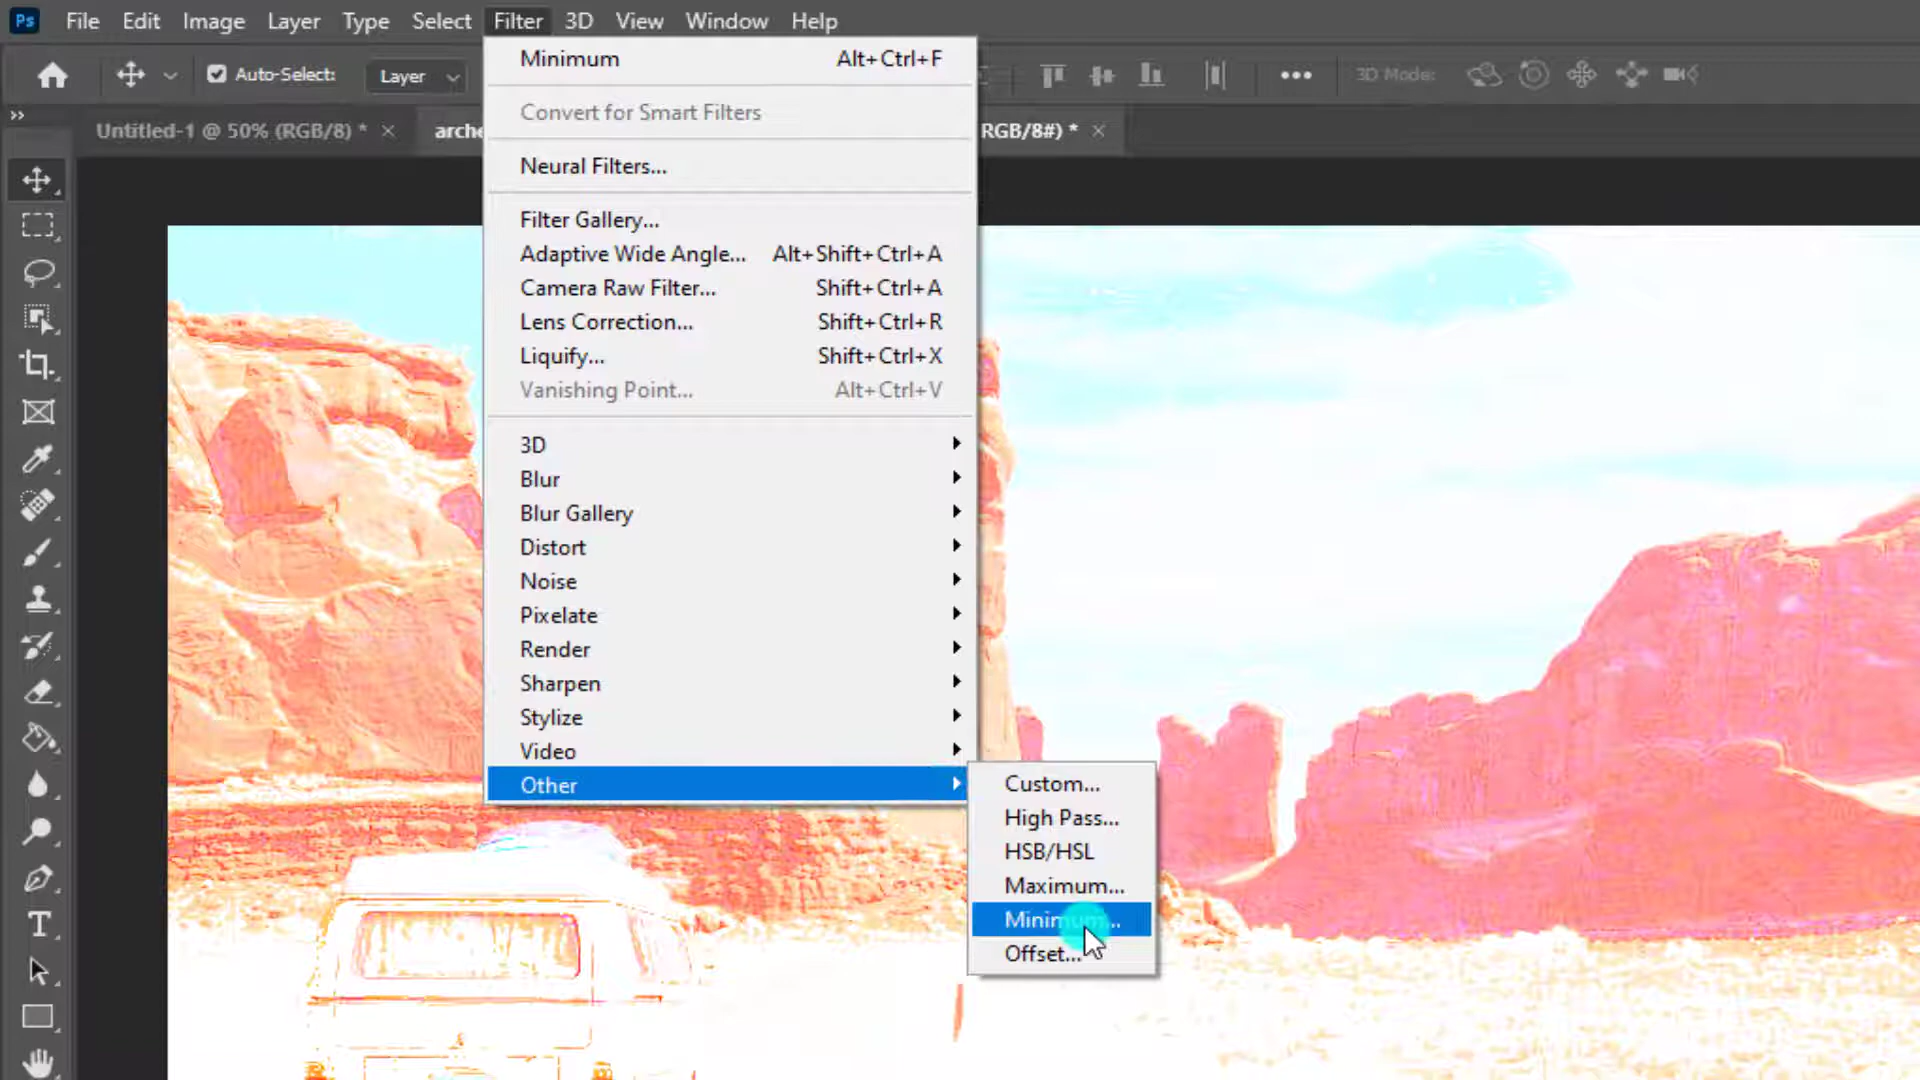 Ps File Edit Image Layer Type Select Filter 3D View Window Help
Auto-Select: Layer 3D Mode:
Untitled-1 @ 50% (RGB/8) * × arche RGB/8#) * ×
Minimum Alt+Ctrl+F
Convert for Smart Filters
Neural Filters...
Filter Gallery...
Adaptive Wide Angle... Alt+Shift+Ctrl+A
Camera Raw Filter... Shift+Ctrl+A
Lens Correction... Shift+Ctrl+R
Liquify... Shift+Ctrl+X
Vanishing Point... Alt+Ctrl+V
3D
Blur
Blur Gallery
Distort
Noise
Pixelate
Render
Sharpen
Stylize
Video
Other
Custom...
High Pass...
HSB/HSL
Maximum...
Minimum...
Offset...